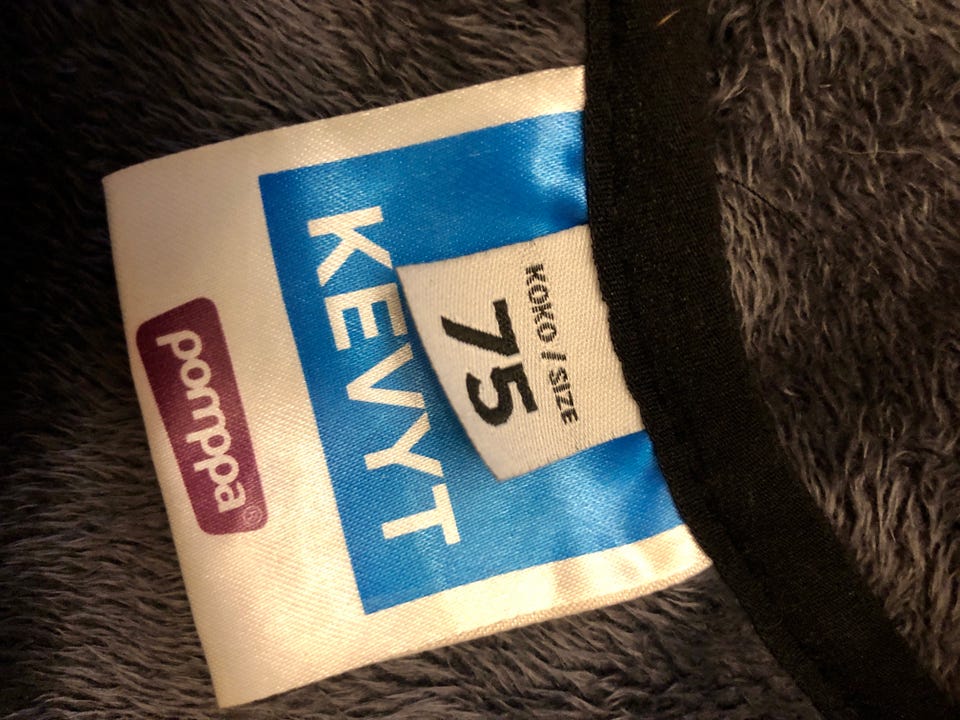 KOKO / SIZE
75
KEVYT
pomppa®